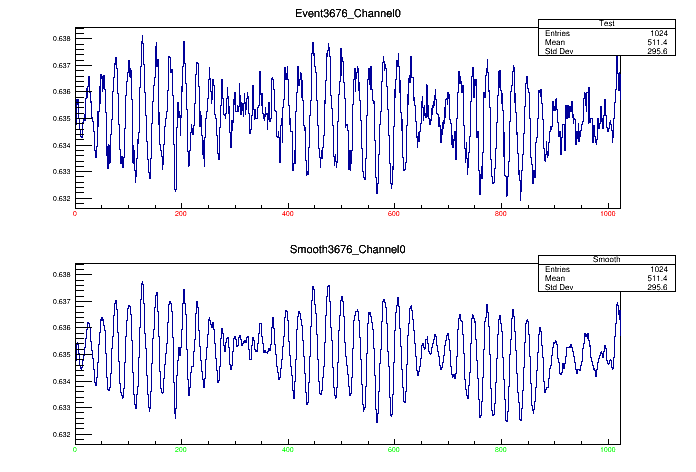 Event3676_Channel0
Test
Entries 1024
Mean 511.4
Std Dev 295.6
0.638
0.637
0.636
0.635
0.634
0.633
0.632
0 200 400 600 800 1000
Smooth3676_Channel0
Smooth
Entries 1024
Mean 511.4
Std Dev 295.6
0.638
0.637
0.636
0.635
0.634
0.633
0.632
0 200 400 600 800 1000